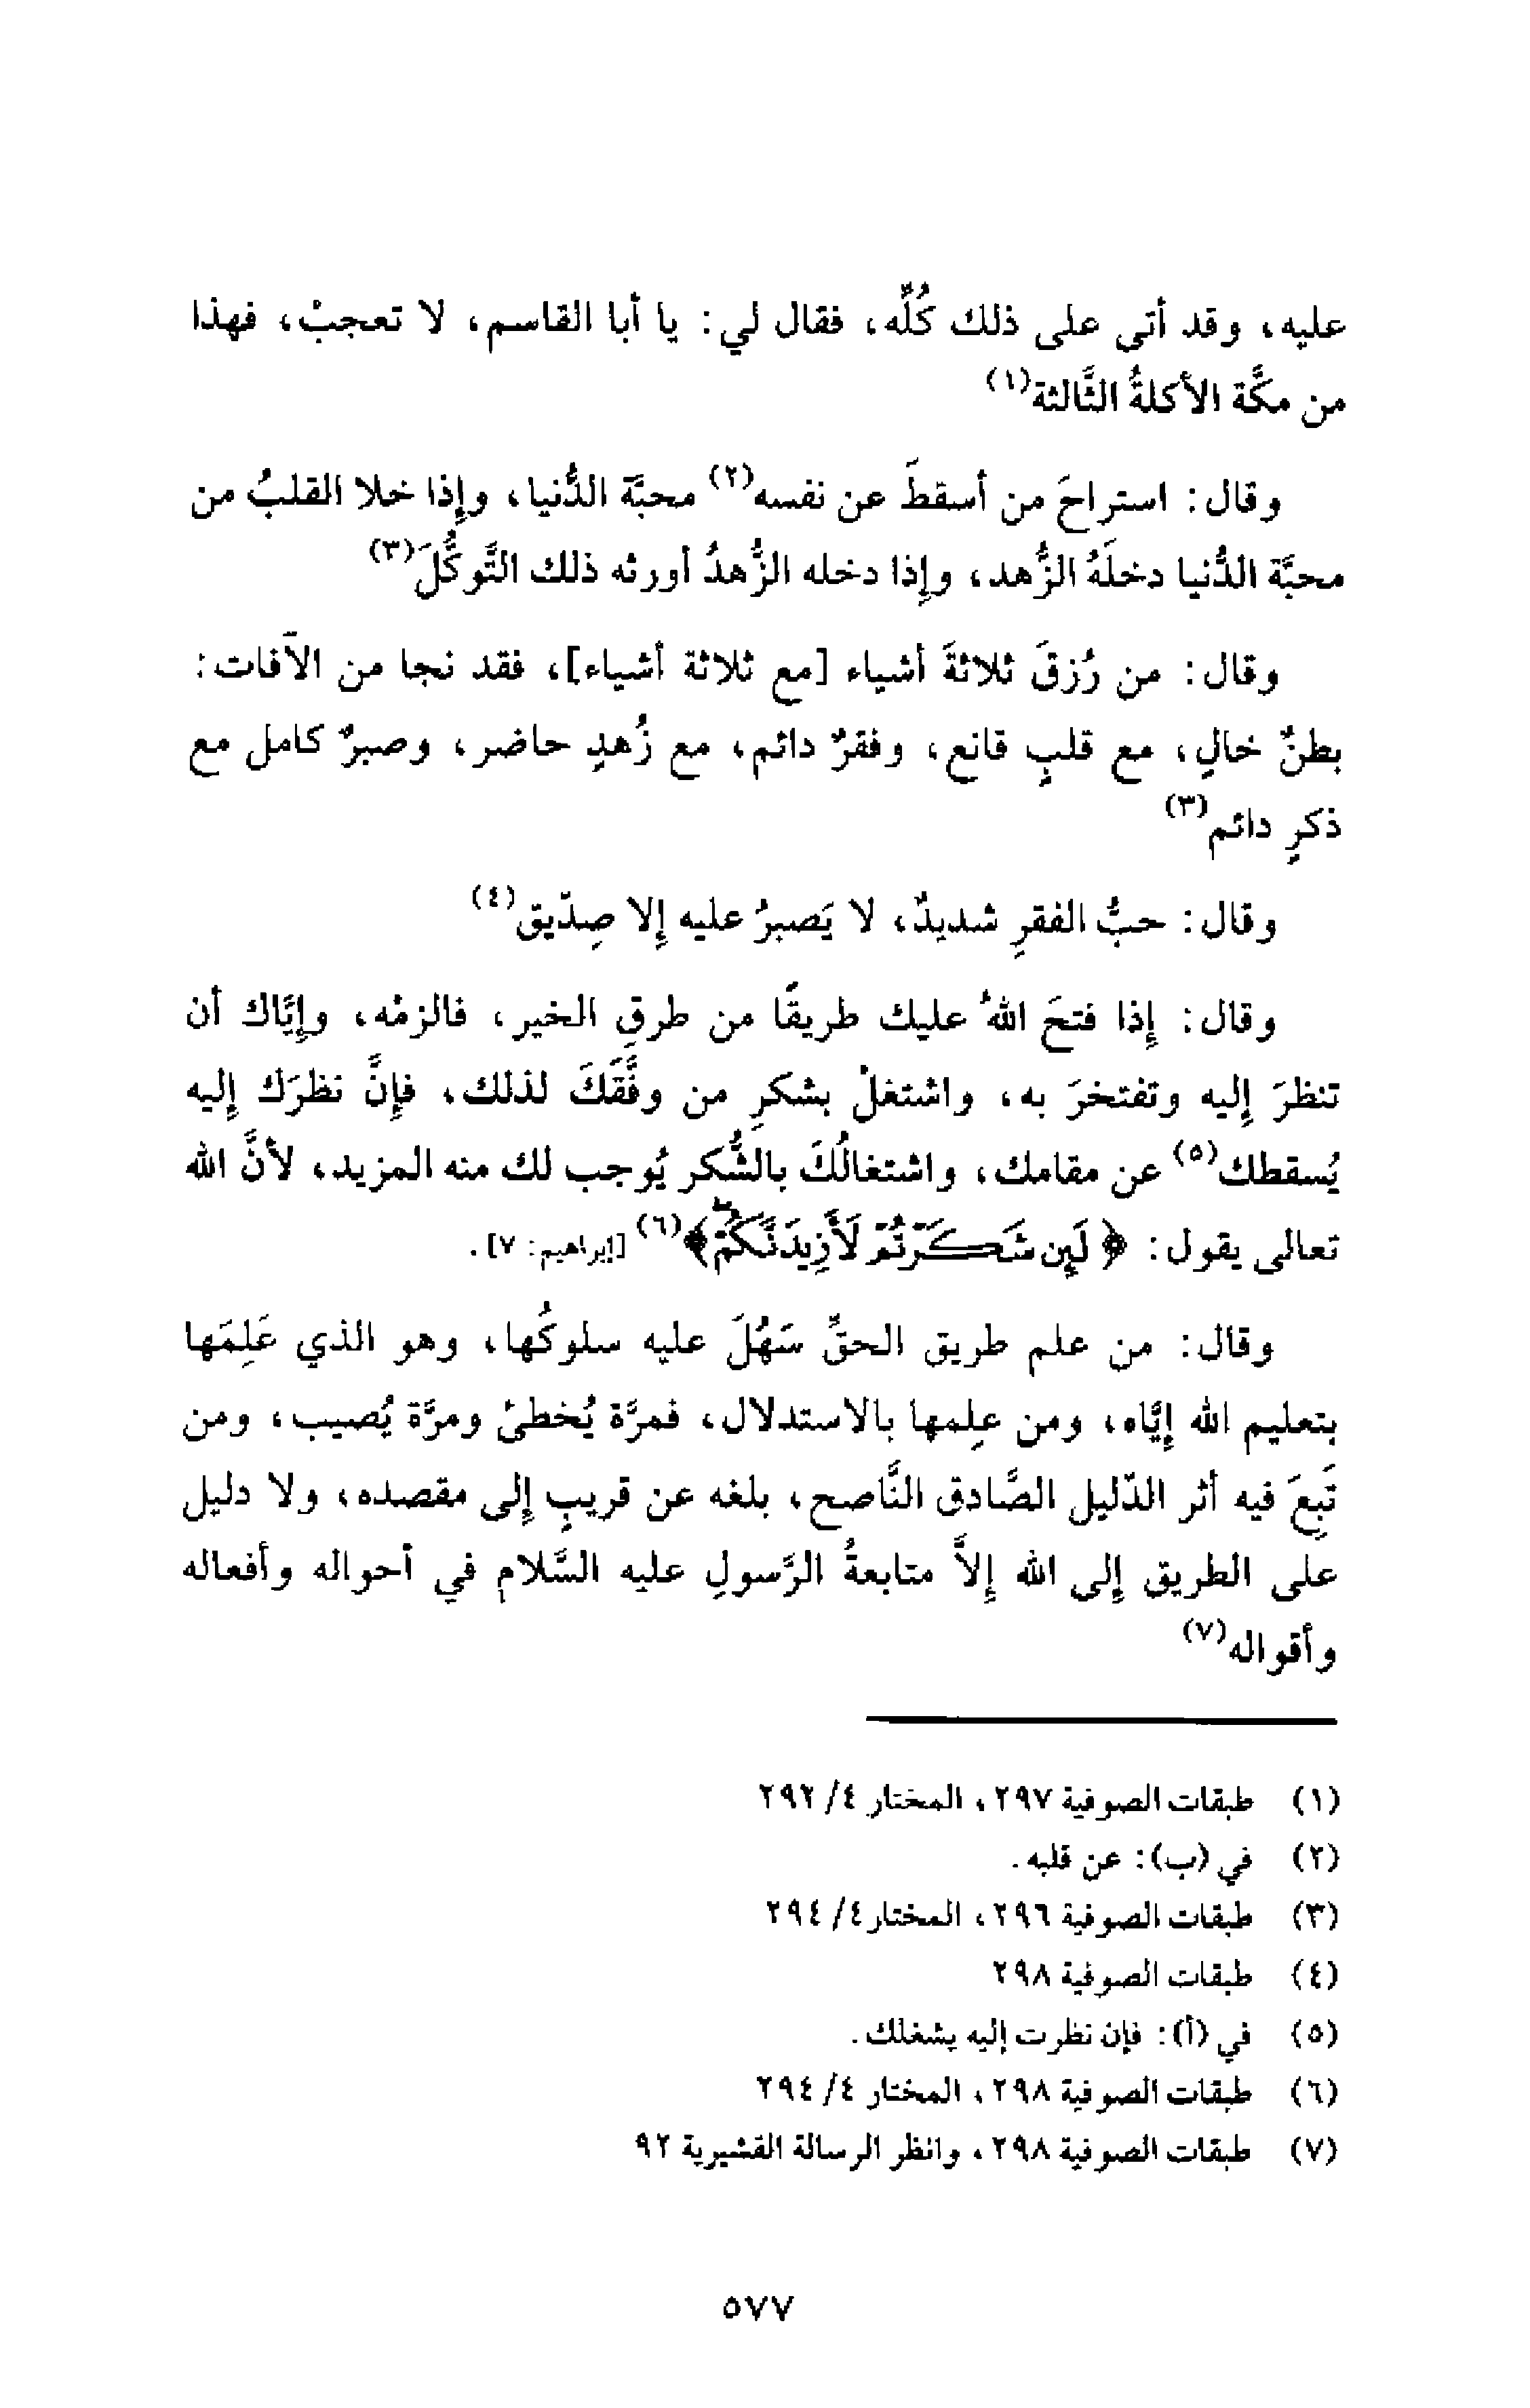 عليه، وقد أتى على ذلك كُلِّه، فقال لي: يا أبا القاسم، لا تعجبْ، فهذا
من مكَّة الأكلةُ الثَّالثة(١)
وقال: استراحَ من أسقطَ عن نفسه(٢) محبَّة الدُّنيا، وإذا خلا القلبُ من
محبَّة الدُّنيا دخلَهُ الزُّهد، وإذا دخله الزُّهدُ أورثه ذلك التَّوكُّلَ(٣)
وقال: من رُزقَ ثلاثةَ أشياء [مع ثلاثة أشياء]، فقد نجا من الآفات:
بطنٌ خالٍ، مع قلبٍ قانع، وفقرٌ دائم، مع زُهدٍ حاضر، وصبرٌ كامل مع
ذكرٍ دائم(٣)
وقال: حبُّ الفقرِ شديدٌ، لا يَصبرُ عليه إلا صِدّيق(٤)
وقال: إذا فتحَ اللهُ عليك طريقًا من طرقِ الخير، فالزمْه، وإيَّاك أن
تنظرَ إليه وتفتخرَ به، واشتغلْ بشكرِ من وفَّقَكَ لذلك، فإنَّ نظرَك إليه
يُسقطك(٥) عن مقامك، واشتغالُكَ بالشُّكر يُوجب لك منه المزيد، لأنَّ الله
تعالى يقول: ﴿لَئِن شَكَرْتُمْ لَأَزِيدَنَّكُمْ﴾(٦) [إبراهيم: ٧].
وقال: من علم طريق الحقِّ سَهُلَ عليه سلوكُها، وهو الذي عَلِمَها
بتعليم الله إيَّاه، ومن علِمها بالاستدلال، فمرَّة يُخطئ ومرَّة يُصيب، ومن
تَبِعَ فيه أثر الدّليل الصَّادق النَّاصح، بلغه عن قريبٍ إلى مقصده، ولا دليل
على الطريق إلى الله إلاَّ متابعةُ الرَّسولِ عليه السَّلام في أحواله وأفعاله
وأقواله(٧)
(١) طبقات الصوفية ٢٩٧، المختار ٤/ ٢٩٢
(٢) في (ب): عن قلبه.
(٣) طبقات الصوفية ٢٩٦، المختار٤/ ٢٩٤
(٤) طبقات الصوفية ٢٩٨
(٥) في (أ): فإن نظرت إليه يشغلك.
(٦) طبقات الصوفية ٢٩٨، المختار ٤/ ٢٩٤
(٧) طبقات الصوفية ٢٩٨، وانظر الرسالة القشيرية ٩٢
٥٧٧